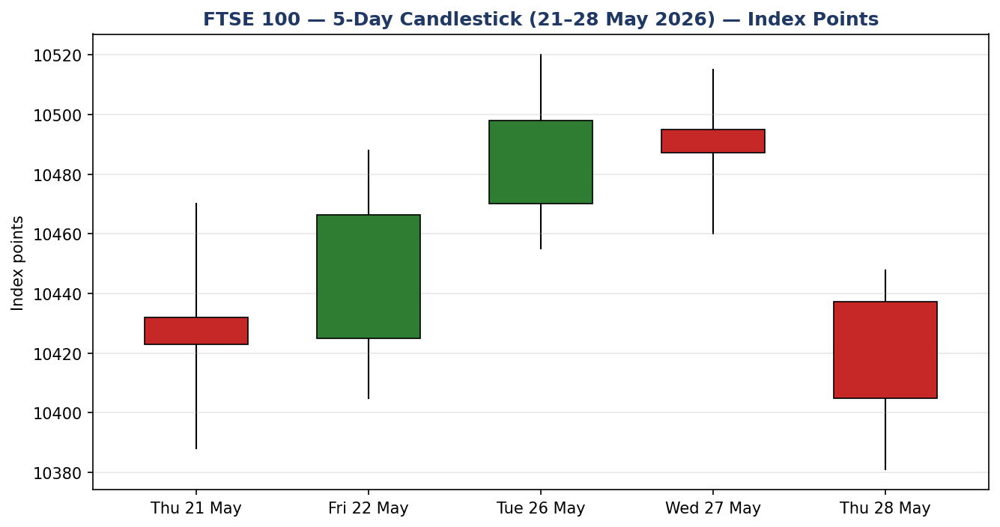 FTSE 100 — 5-Day Candlestick (21–28 May 2026) — Index Points
Index points
10520
10500
10480
10460
10440
10420
10400
10380
Thu 21 May
Fri 22 May
Tue 26 May
Wed 27 May
Thu 28 May